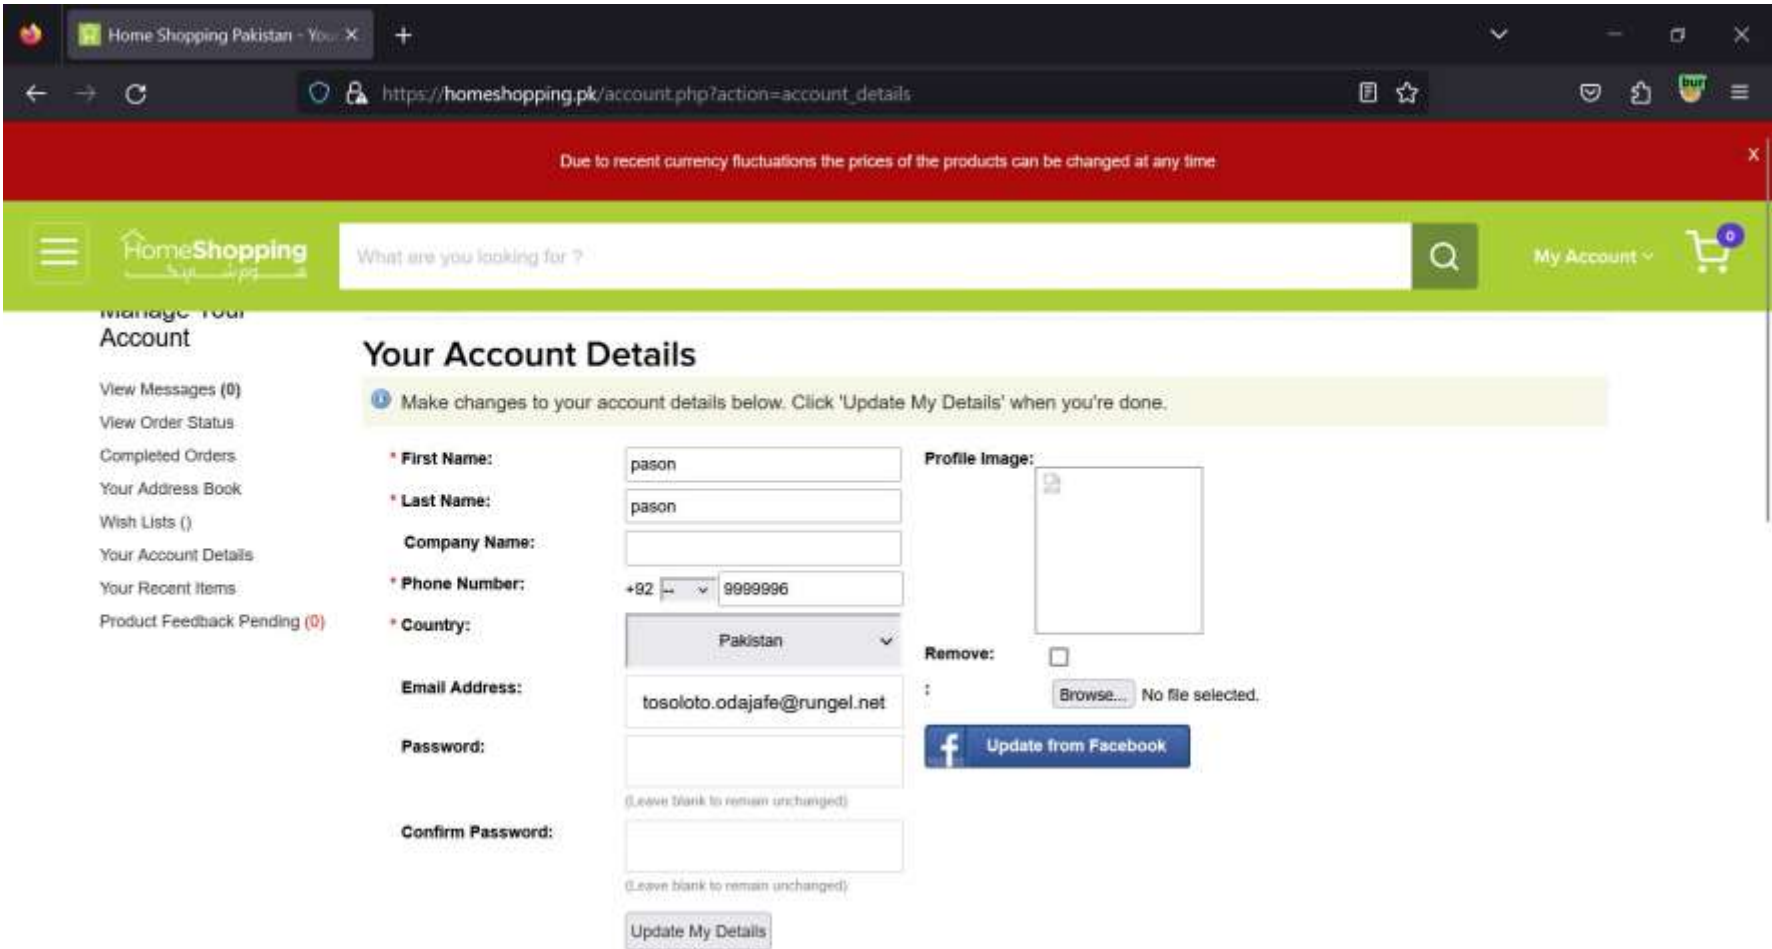 Home Shopping Pakistan - You
https://homeshopping.pk/account.php?action=account_details
Due to recent currency fluctuations the prices of the products can be changed at any time
X
HomeShopping
What are you looking for ?
My Account
0
Manage Your
Account
View Messages (0)
View Order Status
Completed Orders
Your Address Book
Wish Lists ()
Your Account Details
Your Recent Items
Product Feedback Pending (0)
Your Account Details
Make changes to your account details below. Click 'Update My Details' when you're done.
* First Name: pason
* Last Name: pason
Company Name:
* Phone Number: +92 -- 9999996
* Country: Pakistan
Email Address: tosoloto.odajafe@rungel.net
Password:
(Leave blank to remain unchanged)
Confirm Password:
(Leave blank to remain unchanged)
Update My Details
Profile Image:
Remove:
: Browse... No file selected.
Update from Facebook